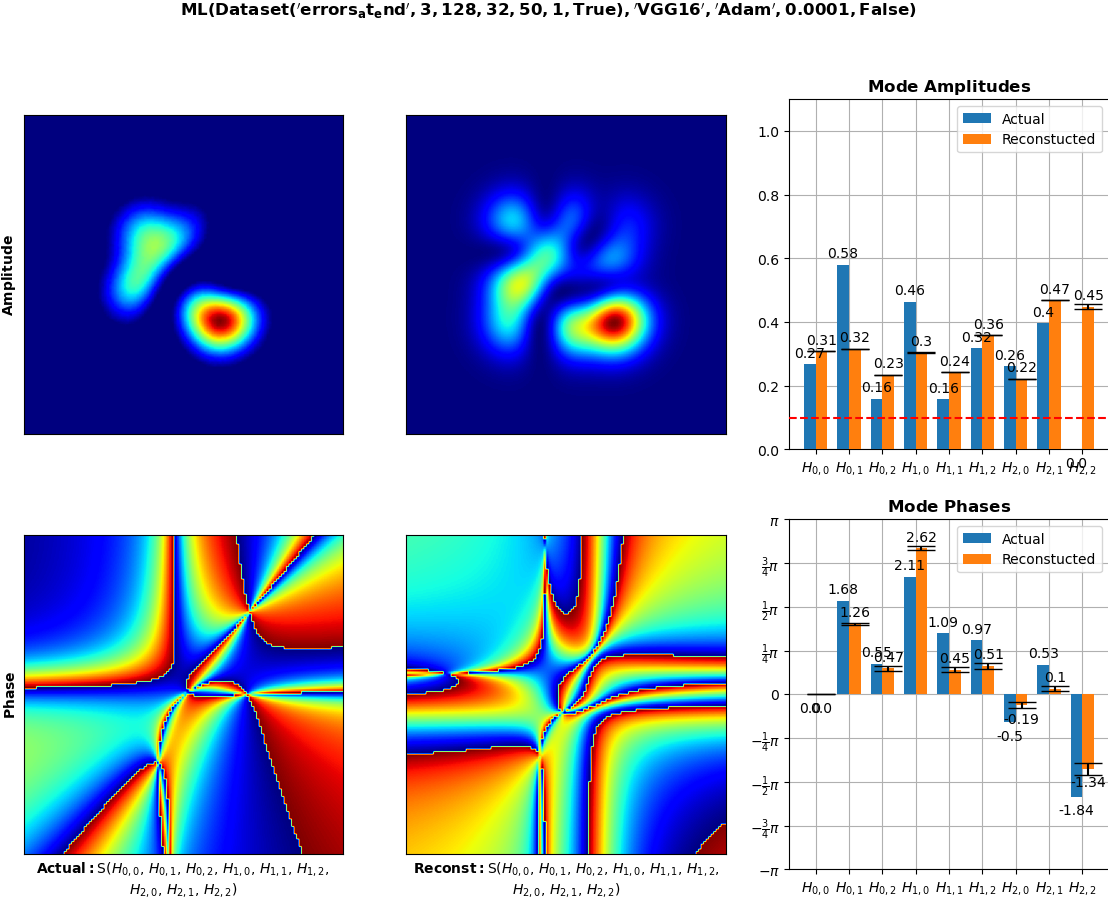 ML(Dataset('errors_at_end', 3, 128, 32, 50, 1, True), 'VGG16', 'Adam', 0.0001, False)
Amplitude
Mode Amplitudes
Actual
Reconstucted
1.0
0.8
0.6
0.4
0.2
0.0
0.27 0.58 0.16 0.46 0.16 0.32 0.26 0.4 0.0
0.31 0.32 0.23 0.3 0.24 0.36 0.22 0.47 0.45
H0,0 H0,1 H0,2 H1,0 H1,1 H1,2 H2,0 H2,1 H2,2
Phase
Actual: S(H0,0, H0,1, H0,2, H1,0, H1,1, H1,2,
H2,0, H2,1, H2,2)
Reconst: S(H0,0, H0,1, H0,2, H1,0, H1,1, H1,2,
H2,0, H2,1, H2,2)
Mode Phases
Actual
Reconstucted
π
3/4π
1/2π
1/4π
0
−1/4π
−1/2π
−3/4π
−π
0.0 1.68 0.55 2.11 1.09 0.97 -0.5 0.53 -1.84
0.0 1.26 0.47 2.62 0.45 0.51 -0.19 0.1 -1.34
H0,0 H0,1 H0,2 H1,0 H1,1 H1,2 H2,0 H2,1 H2,2